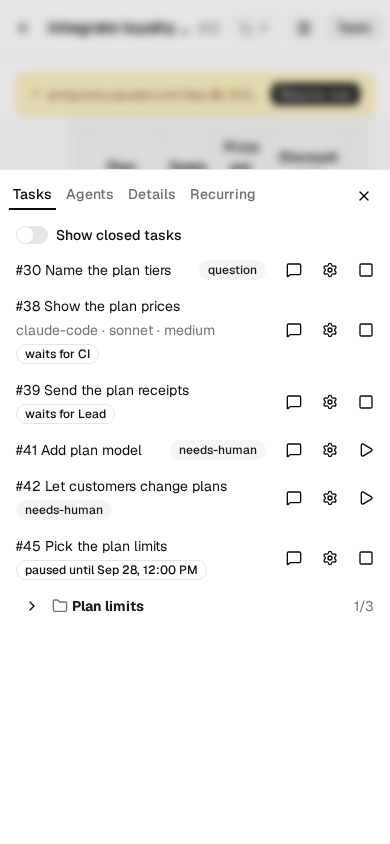 Tasks Agents Details Recurring
Show closed tasks
#30 Name the plan tiers question
#38 Show the plan prices
claude-code · sonnet · medium
waits for CI
#39 Send the plan receipts
waits for Lead
#41 Add plan model needs-human
#42 Let customers change plans
needs-human
#45 Pick the plan limits
paused until Sep 28, 12:00 PM
Plan limits 1/3